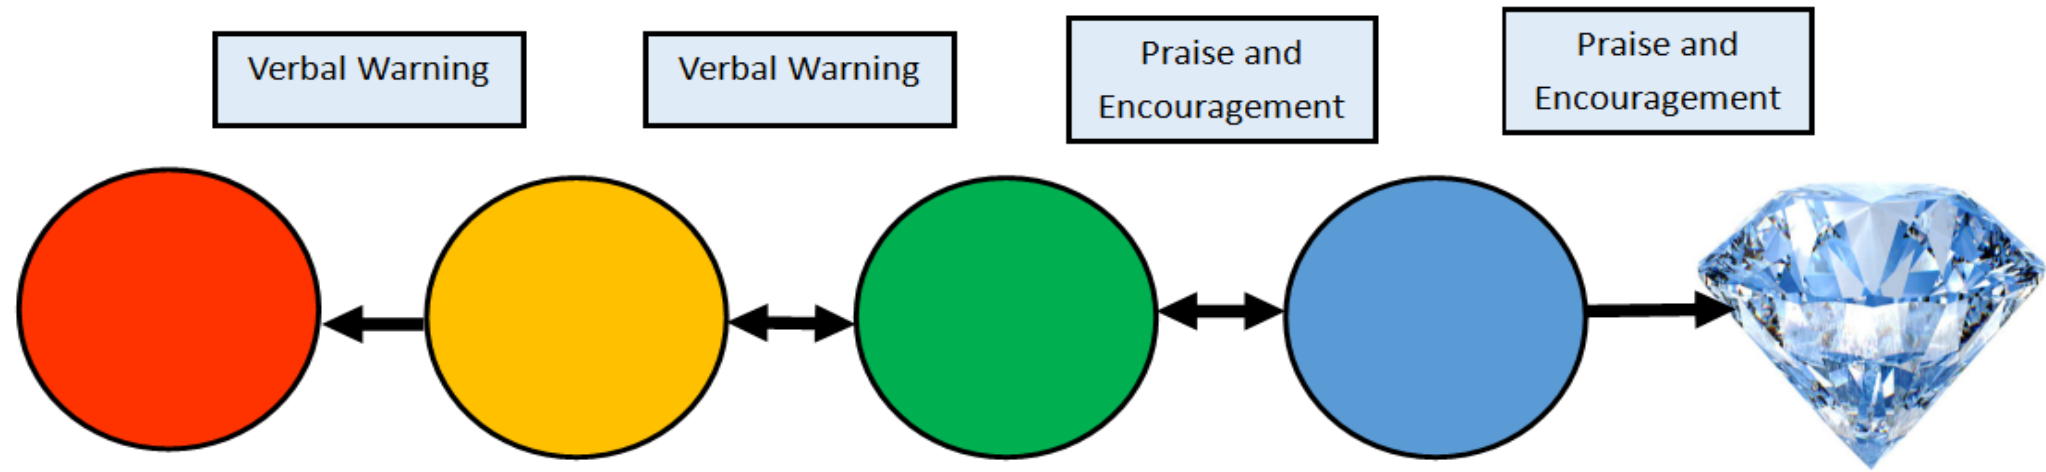 Verbal Warning
Verbal Warning
Praise and
Encouragement
Praise and
Encouragement